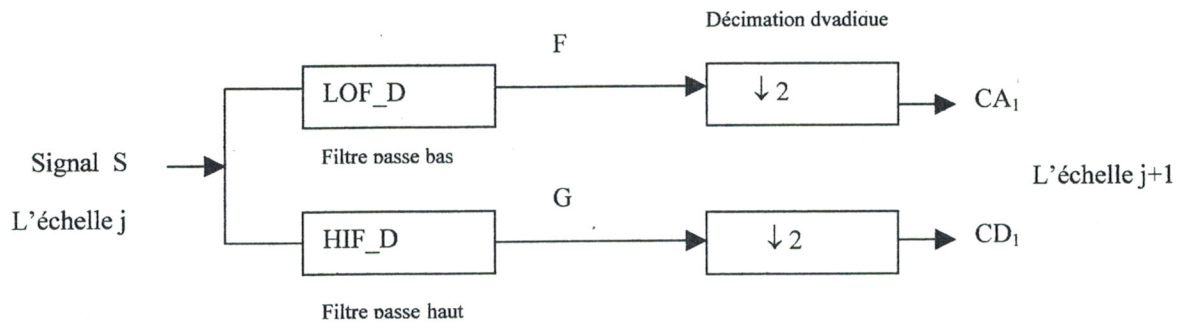 Décimation dyadique
F
LOF_D
↓ 2
CA₁
Filtre passe bas
Signal S
L'échelle j+1
L'échelle j
G
HIF_D
↓ 2
CD₁
Filtre passe haut